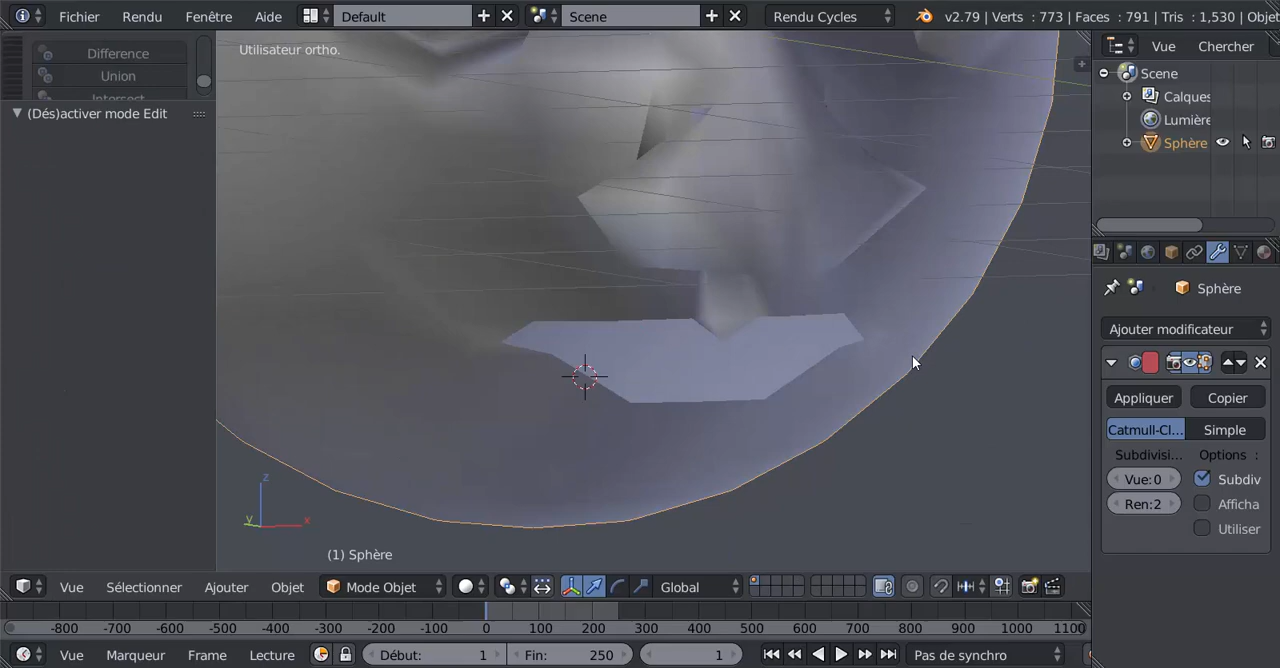 Fichier Rendu Fenêtre Aide Default Scene Rendu Cycles v2.79 | Verts : 773 | Faces : 791 | Tris : 1,530 | Objet
Difference
Union
Intersect
(Dés)activer mode Edit
Utilisateur ortho.
z
y x
(1) Sphère
Vue Chercher
Scene
Calques
Lumière
Sphère
Sphère
Ajouter modificateur
Appliquer Copier
Catmull-Cl... Simple
Subdivisi... Options :
Vue:0 Subdiv
Ren:2 Afficha
Utiliser
Vue Sélectionner Ajouter Objet Mode Objet Global
-800 -700 -600 -500 -400 -300 -200 -100 0 100 200 300 400 500 600 700 800 900 1000 1100
Vue Marqueur Frame Lecture Début: 1 Fin: 250 1 Pas de synchro